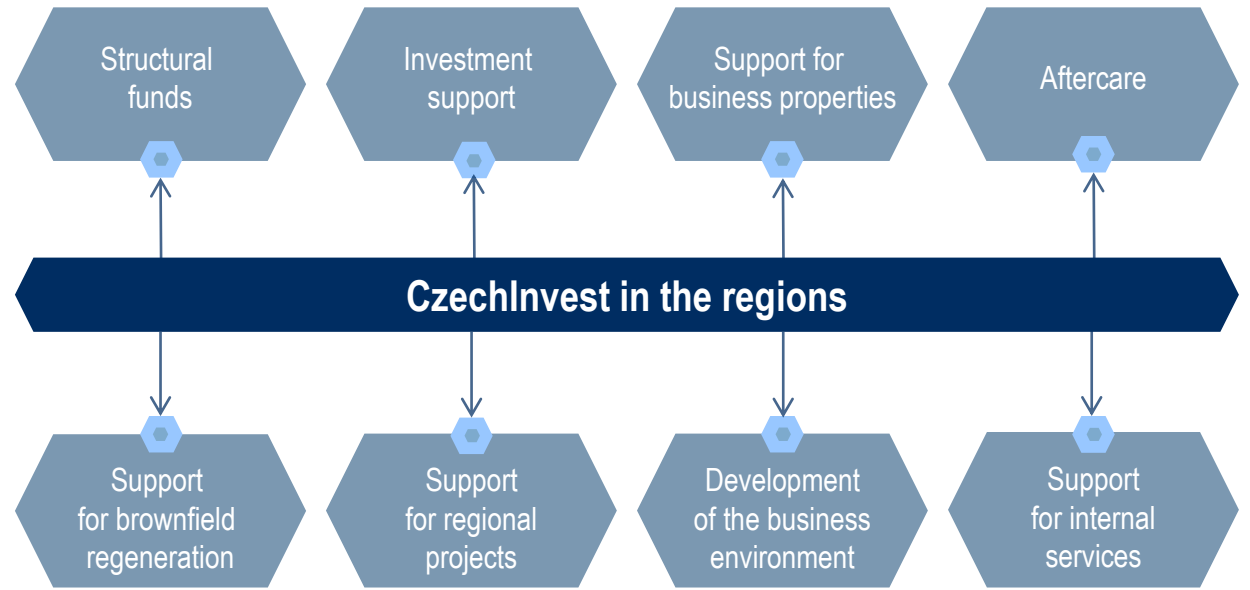 Structural
funds
Investment
support
Support for
business properties
Aftercare
CzechInvest in the regions
Support
for brownfield
regeneration
Support
for regional
projects
Development
of the business
environment
Support
for internal
services